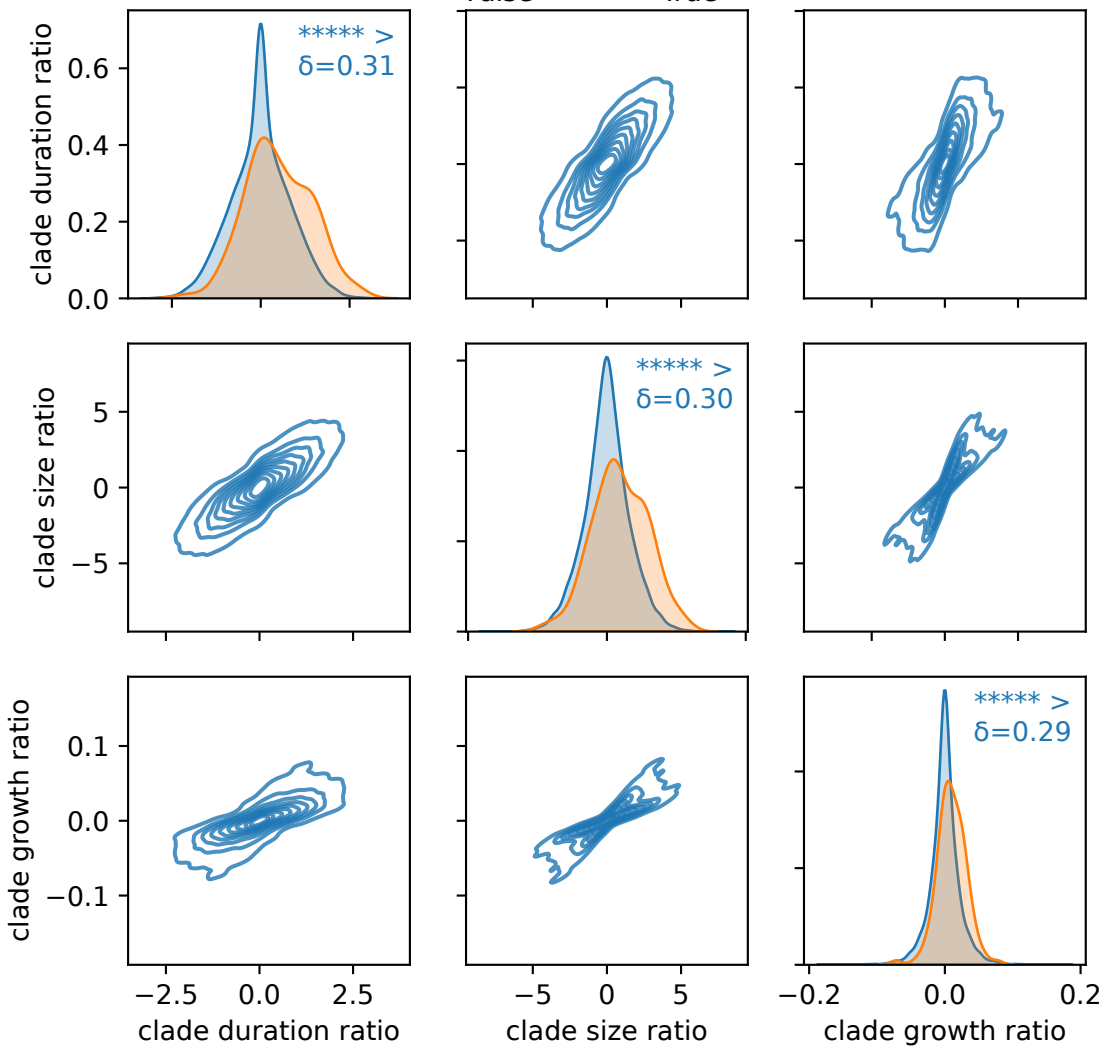 ***** >
δ=0.31
clade duration ratio
0.6
0.4
0.2
0.0
***** >
δ=0.30
clade size ratio
5
0
−5
***** >
δ=0.29
clade growth ratio
0.1
0.0
−0.1
−2.5 0.0 2.5 −5 0 5 −0.2 0.0 0.2
clade duration ratio clade size ratio clade growth ratio